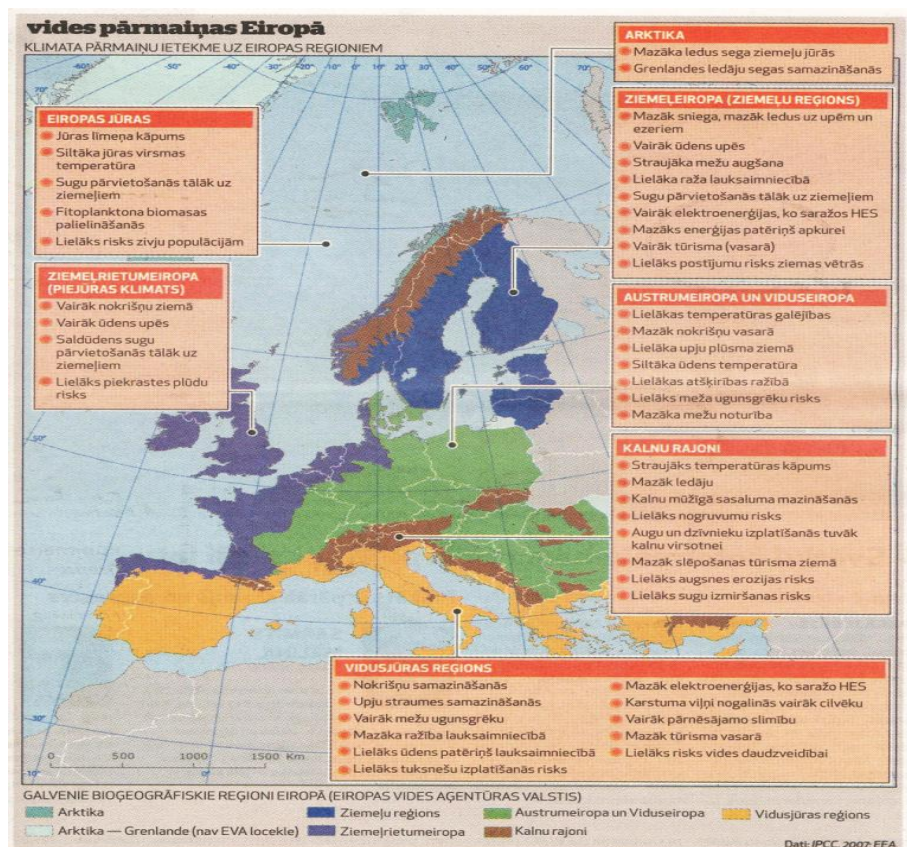 vides pārmaiņas Eiropā
KLIMATA PĀRMAIŅU IETEKME UZ EIROPAS REĢIONIEM
ARKTIKA
Mazāka ledus sega ziemeļu jūrās
Grenlandes ledāju segas samazināšanās
EIROPAS JŪRAS
Jūras līmeņa kāpums
Siltāka jūras virsmas
temperatūra
Sugu pārvietošanās tālāk uz
ziemeļiem
Fitoplanktona biomasas
palielināšanās
Lielāks risks zivju populācijām
ZIEMEĻEIROPA (ZIEMEĻU REĢIONS)
Mazāk sniega, mazāk ledus uz upēm un
ezeriem
Vairāk ūdens upēs
Straujāka mežu augšana
Lielāka raža lauksaimniecībā
Sugu pārvietošanās tālāk uz ziemeļiem
Vairāk elektroenerģijas, ko saražos HES
Mazāks enerģijas patēriņš apkurei
Vairāk tūrisma (vasarā)
Lielāks postījumu risks ziemas vētrās
ZIEMEĻRIETUMEIROPA
(PIEJŪRAS KLIMATS)
Vairāk nokrišņu ziemā
Vairāk ūdens upēs
Saldūdens sugu
pārvietošanās tālāk uz
ziemeļiem
Lielāks piekrastes plūdu
risks
AUSTRUMEIROPA UN VIDUSEIROPA
Lielākas temperatūras galējības
Mazāk nokrišņu vasarā
Lielāka upju plūsma ziemā
Siltāka ūdens temperatūra
Lielākas atšķirības ražībā
Lielāks meža ugunsgrēku risks
Mazāka mežu noturība
KALNU RAJONI
Straujāks temperatūras kāpums
Mazāk ledāju
Kalnu mūžīgā sasaluma mazināšanās
Lielāks nogruvumu risks
Augu un dzīvnieku izplatīšanās tuvāk
kalnu virsotnei
Mazāk slēpošanas tūrisma ziemā
Lielāks augsnes erozijas risks
Lielāks sugu izmiršanas risks
VIDUSJŪRAS REĢIONS
Nokrišņu samazināšanās
Upju straumes samazināšanās
Vairāk mežu ugunsgrēku
Mazāka ražība lauksaimniecībā
Lielāks ūdens patēriņš lauksaimniecībā
Lielāks tuksnešu izplatīšanās risks
Mazāk elektroenerģijas, ko saražo HES
Karstuma viļņi nogalinās vairāk cilvēku
Vairāk pārnēsājamo slimību
Mazāk tūrisma vasarā
Lielāks risks vides daudzveidībai
0 500 1000 1500 Km
GALVENIE BIOĢEOGRĀFISKIE REĢIONI EIROPĀ (EIROPAS VIDES AĢENTŪRAS VALSTIS)
Arktika
Ziemeļu reģions
Austrumeiropa un Viduseiropa
Vidusjūras reģions
Arktika — Grenlande (nav EVA locekle)
Ziemeļrietumeiropa
Kalnu rajoni
Dati: IPCC, 2007; EEA